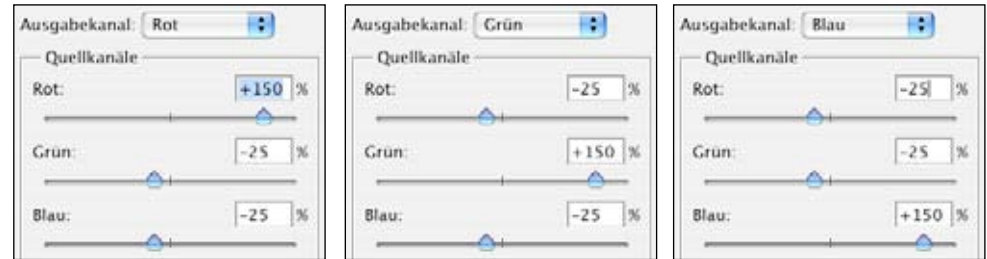 Ausgabekanal: Rot
Quellkanäle
Rot: +150 %
Grün: -25 %
Blau: -25 %
Ausgabekanal: Grün
Quellkanäle
Rot: -25 %
Grün: +150 %
Blau: -25 %
Ausgabekanal: Blau
Quellkanäle
Rot: -25 %
Grün: -25 %
Blau: +150 %